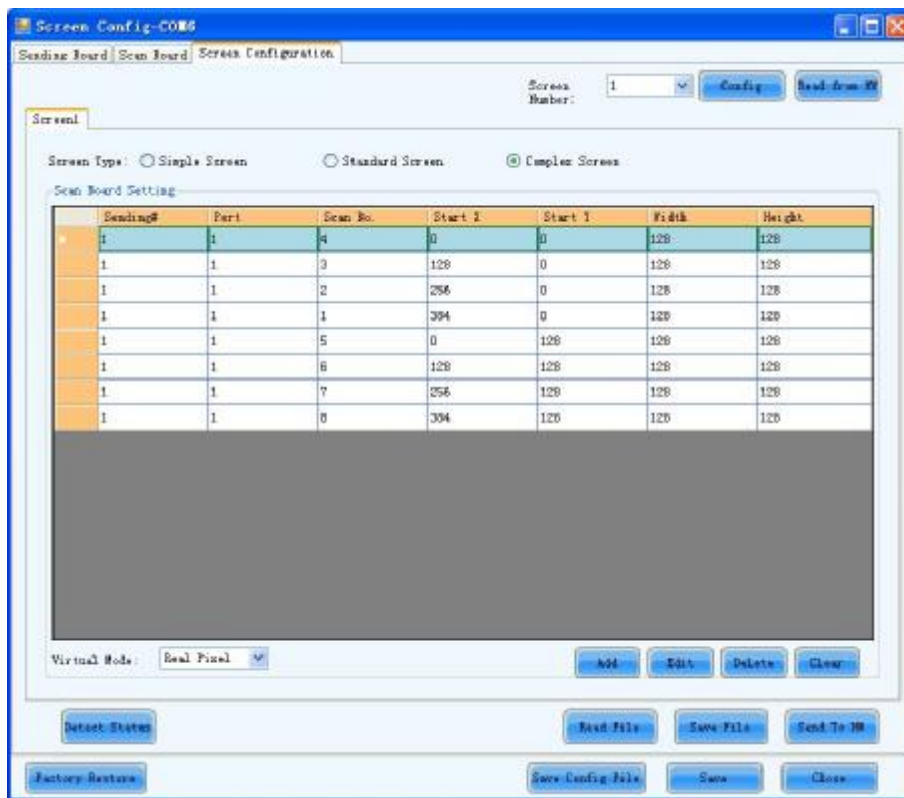 Screen Config-COM6
Sending Board Scan Board Screen Configuration
Screen Number: 1 Config Read from HW
Screen1
Screen Type: Simple Screen Standard Screen Complex Screen
Scan Board Setting
Sending# Port Scan No. Start X Start Y Width Height
1 1 4 0 0 128 128
1 1 3 128 0 128 128
1 1 2 256 0 128 128
1 1 1 384 0 128 128
1 1 5 0 128 128 128
1 1 6 128 128 128 128
1 1 7 256 128 128 128
1 1 8 384 128 128 128
Virtual Mode: Real Pixel Add Edit Delete Clear
Detect Status Read File Save File Send To HW
Factory Restore Save Config File Save Close